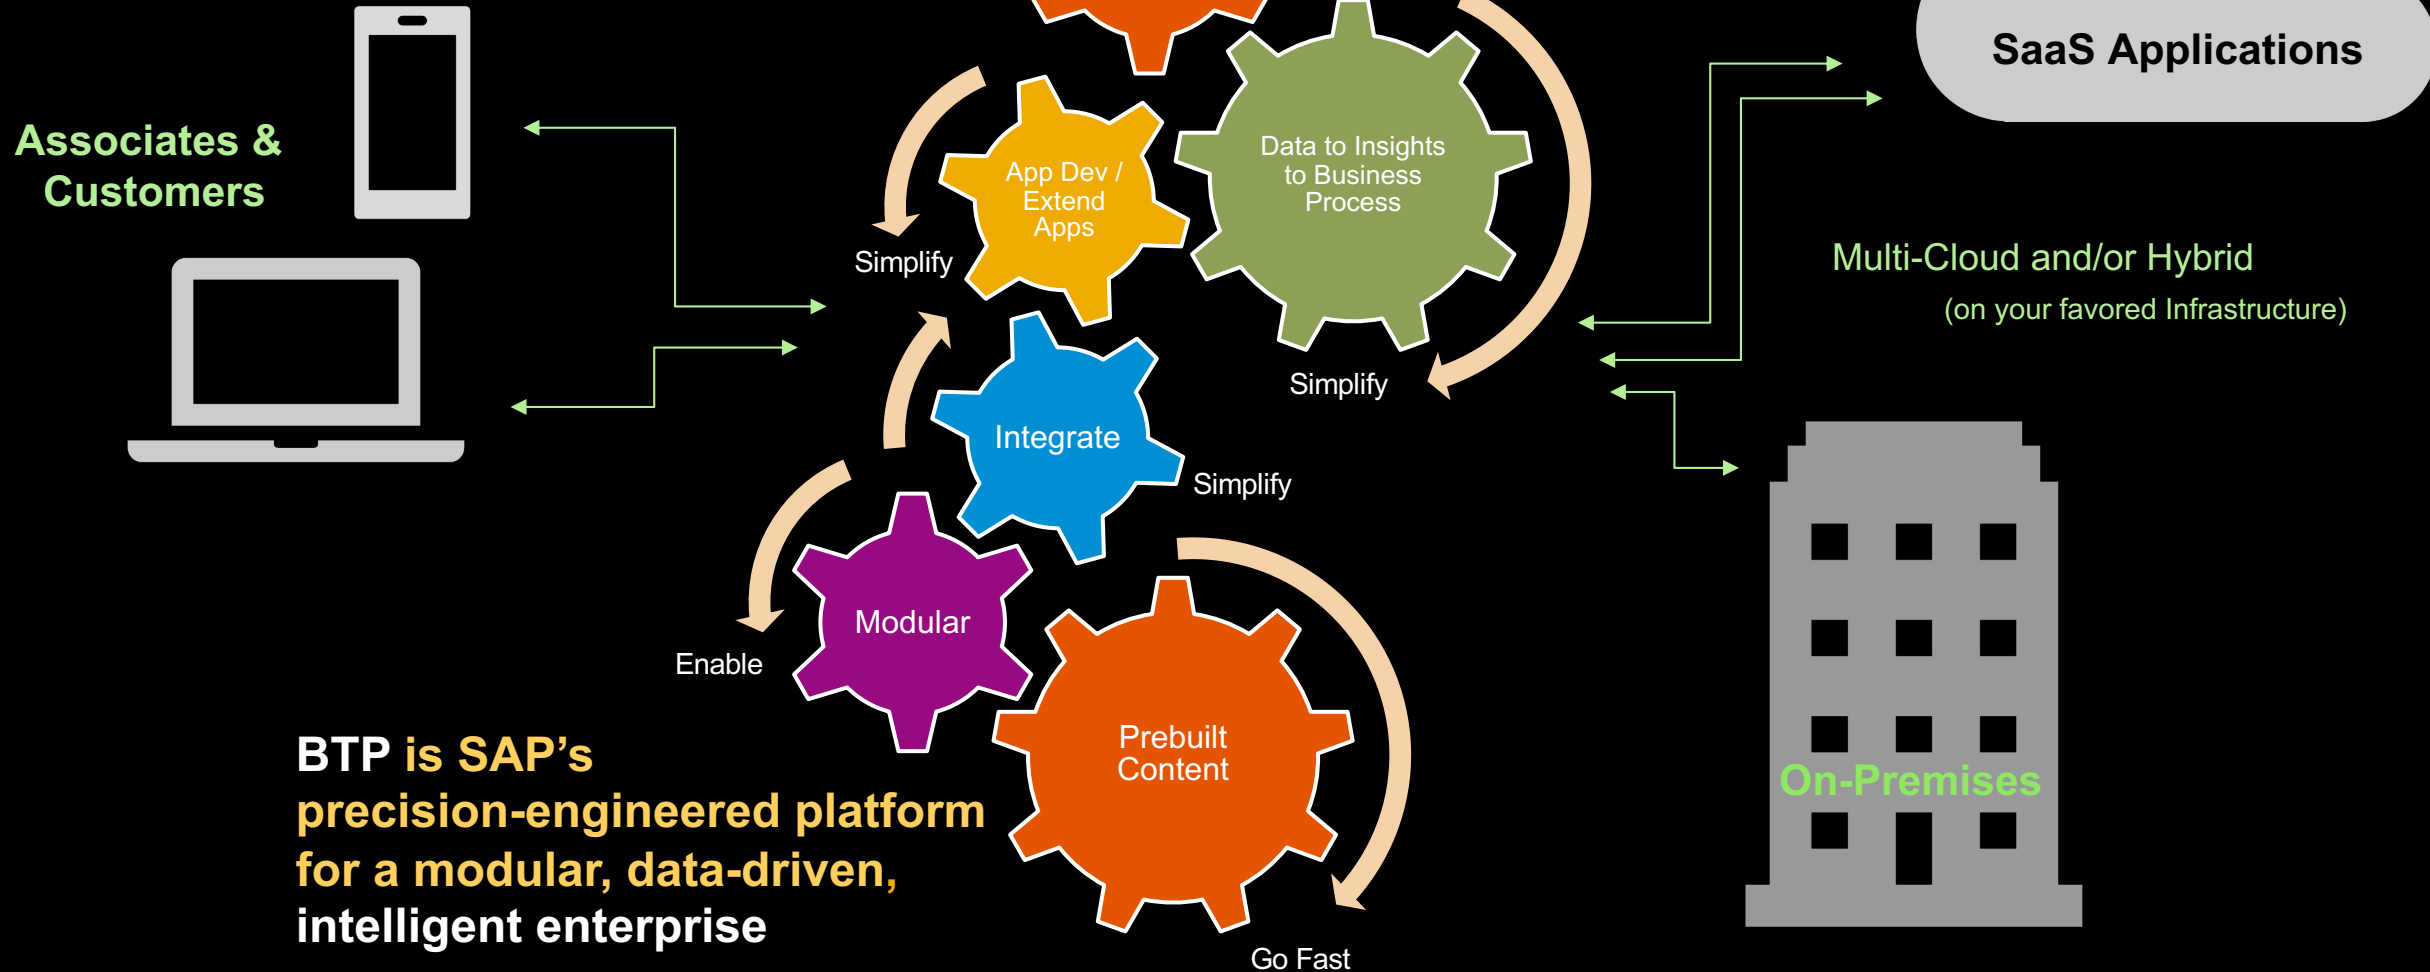 SaaS Applications
Associates &
Customers
App Dev /
Extend
Apps
Data to Insights
to Business
Process
Simplify
Multi-Cloud and/or Hybrid
(on your favored Infrastructure)
Simplify
Integrate
Simplify
Modular
Enable
Prebuilt
Content
BTP is SAP’s
precision-engineered platform
for a modular, data-driven,
intelligent enterprise
On-Premises
Go Fast